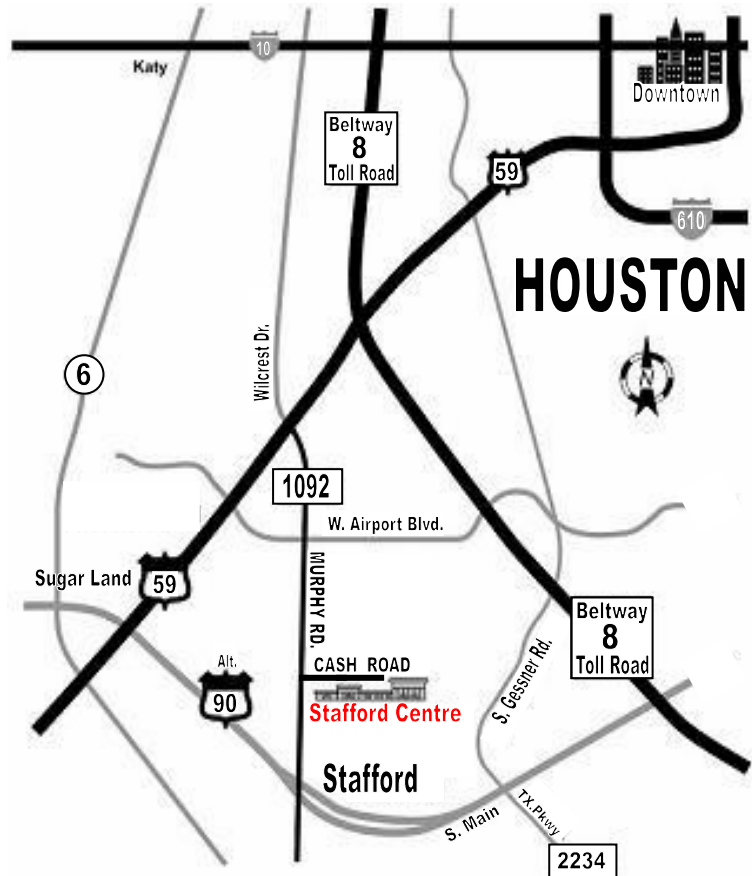 10
Katy
Downtown
Beltway
8
Toll Road
59
610
HOUSTON
Wilcrest Dr.
6
N
1092
W. Airport Blvd.
Sugar Land
59
MURPHY RD.
Beltway
8
Toll Road
Alt.
90
CASH ROAD
Stafford Centre
S. Gessner Rd.
Stafford
S. Main
TX.Pkwy.
2234